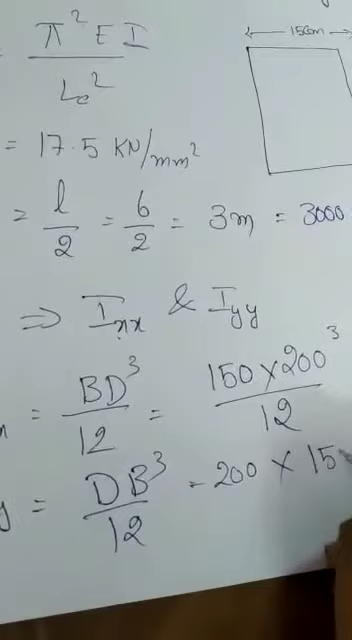 = π² E I / Le²
15cm
= 17.5 KN/mm²
= l/2 = 6/2 = 3m = 3000
⇒ Ixx & Iyy
= BD³/12 = 150 × 200³/12
y = DB³/12 = 200 × 15